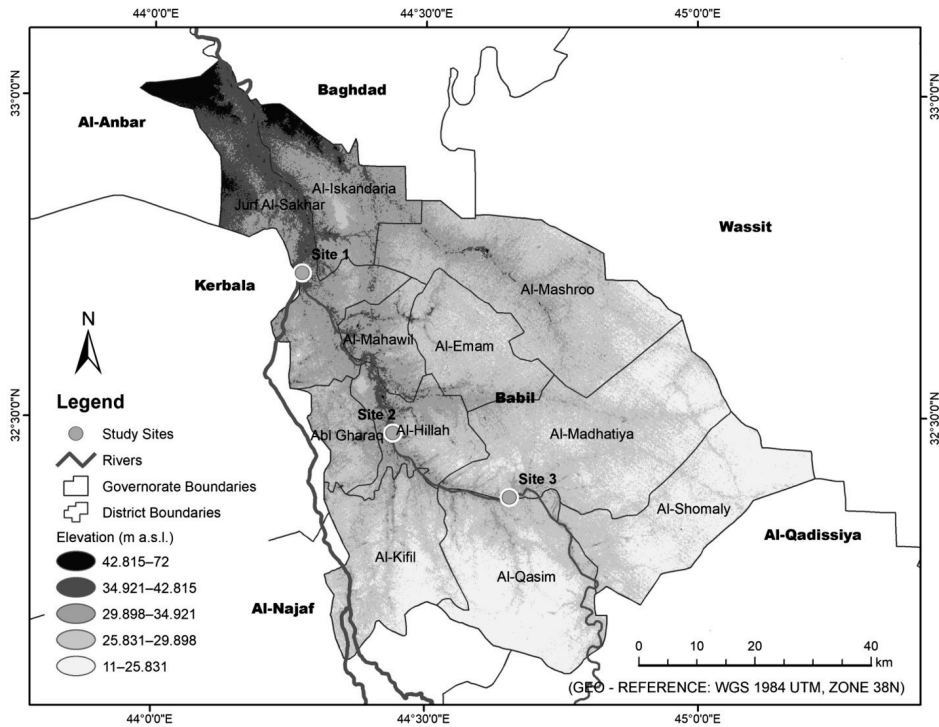 44°0'0"E
44°30'0"E
45°0'0"E
33°0'0"N
33°0'0"N
Baghdad
Al-Anbar
Al-Iskandaria
Jurf Al-Sakhar
Wassit
Site 1
Kerbala
Al-Mashroo
N
Al-Mahawil
Al-Emam
Legend
Babil
32°30'0"N
32°30'0"N
Site 2
Study Sites
Abi Gharaq
Al-Hillah
Al-Madhatiya
Rivers
Site 3
Governorate Boundaries
District Boundaries
Al-Shomaly
Elevation (m a.s.l.)
Al-Qadissiya
42.815–72
Al-Kifil
34.921–42.815
Al-Qasim
29.898–34.921
Al-Najaf
25.831–29.898
0 10 20 40
km
11–25.831
(GEO - REFERENCE: WGS 1984 UTM, ZONE 38N)
44°0'0"E
44°30'0"E
45°0'0"E